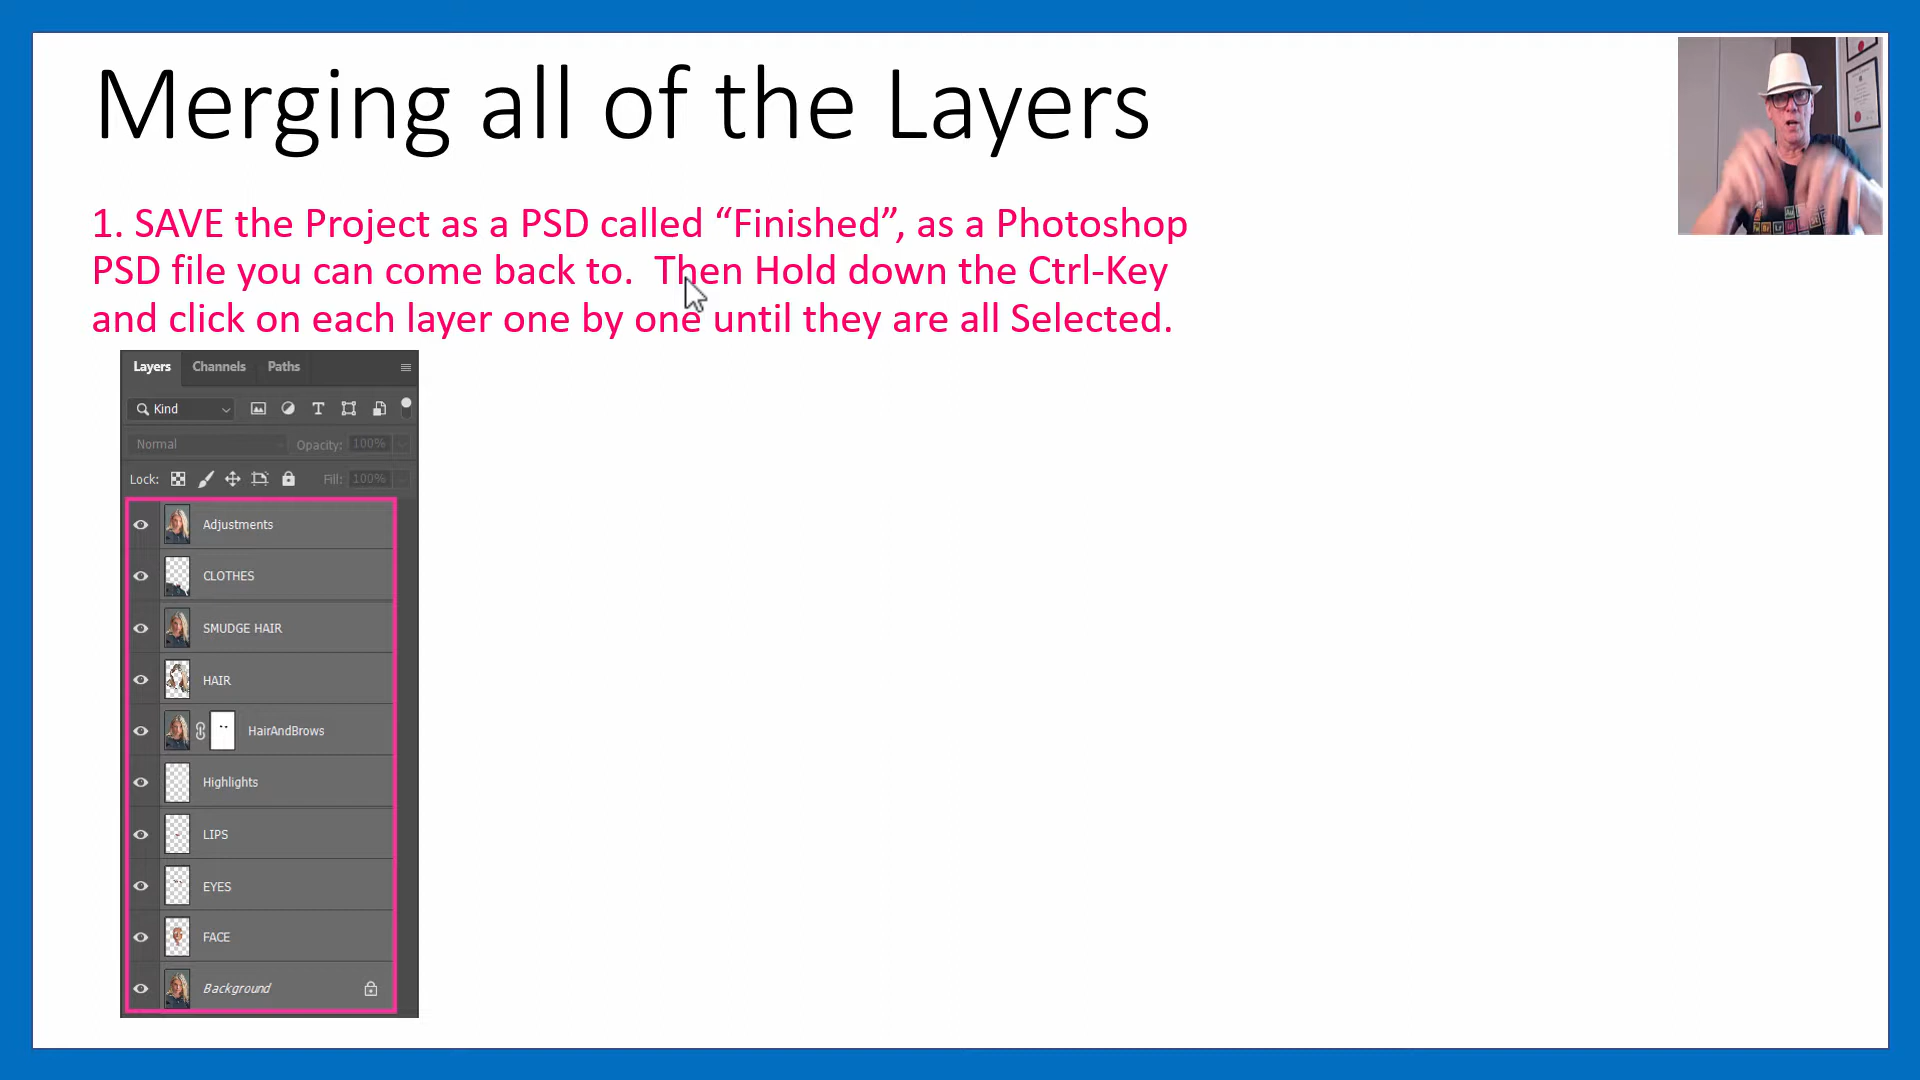 Merging all of the Layers
1. SAVE the Project as a PSD called “Finished”, as a Photoshop
PSD file you can come back to.  Then Hold down the Ctrl-Key
and click on each layer one by one until they are all Selected.
Layers Channels Paths
Kind
Normal Opacity: 100%
Lock: Fill: 100%
Adjustments
CLOTHES
SMUDGE HAIR
HAIR
HairAndBrows
Highlights
LIPS
EYES
FACE
Background